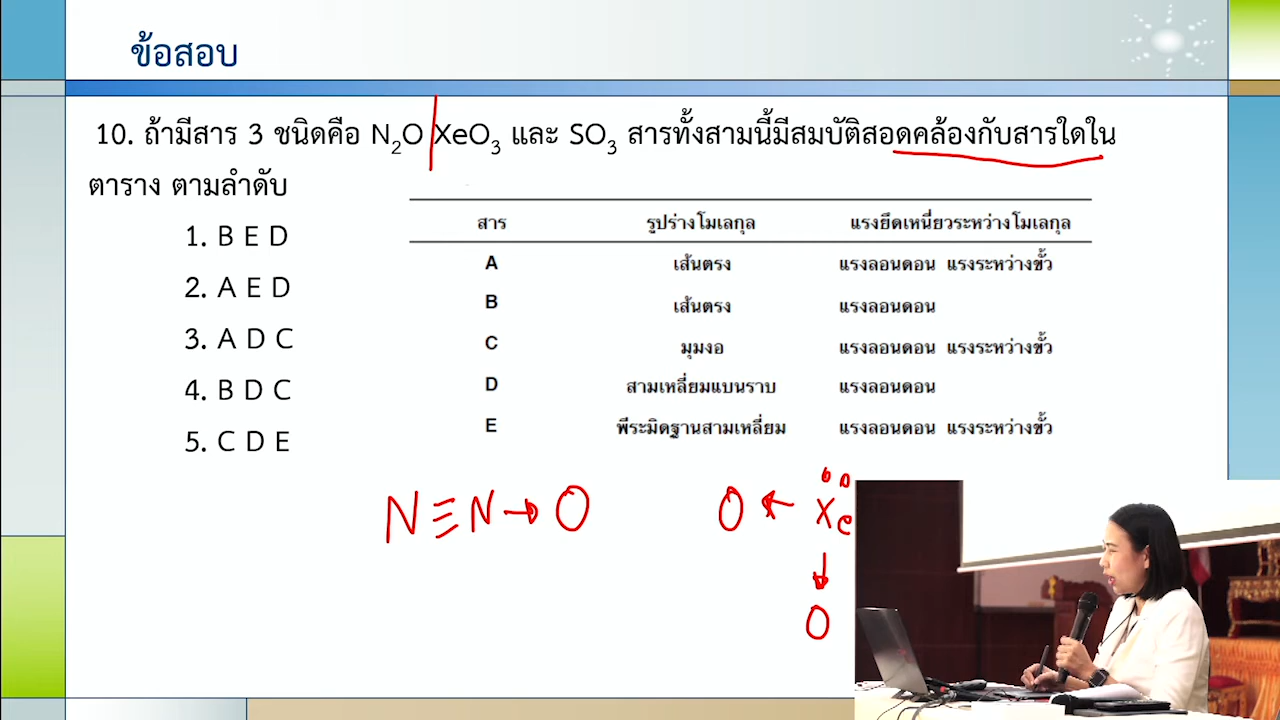 ข้อสอบ
10. ถ้ามีสาร 3 ชนิดคือ N₂O XeO₃ และ SO₃ สารทั้งสามนี้มีสมบัติสอดคล้องกับสารใดใน
ตาราง ตามลำดับ
1. B E D
2. A E D
3. A D C
4. B D C
5. C D E
สาร รูปร่างโมเลกุล แรงยึดเหนี่ยวระหว่างโมเลกุล
A เส้นตรง แรงลอนดอน แรงระหว่างขั้ว
B เส้นตรง แรงลอนดอน
C มุมงอ แรงลอนดอน แรงระหว่างขั้ว
D สามเหลี่ยมแบนราบ แรงลอนดอน
E พีระมิดฐานสามเหลี่ยม แรงลอนดอน แรงระหว่างขั้ว
N≡N→O O←Xe
↓
O